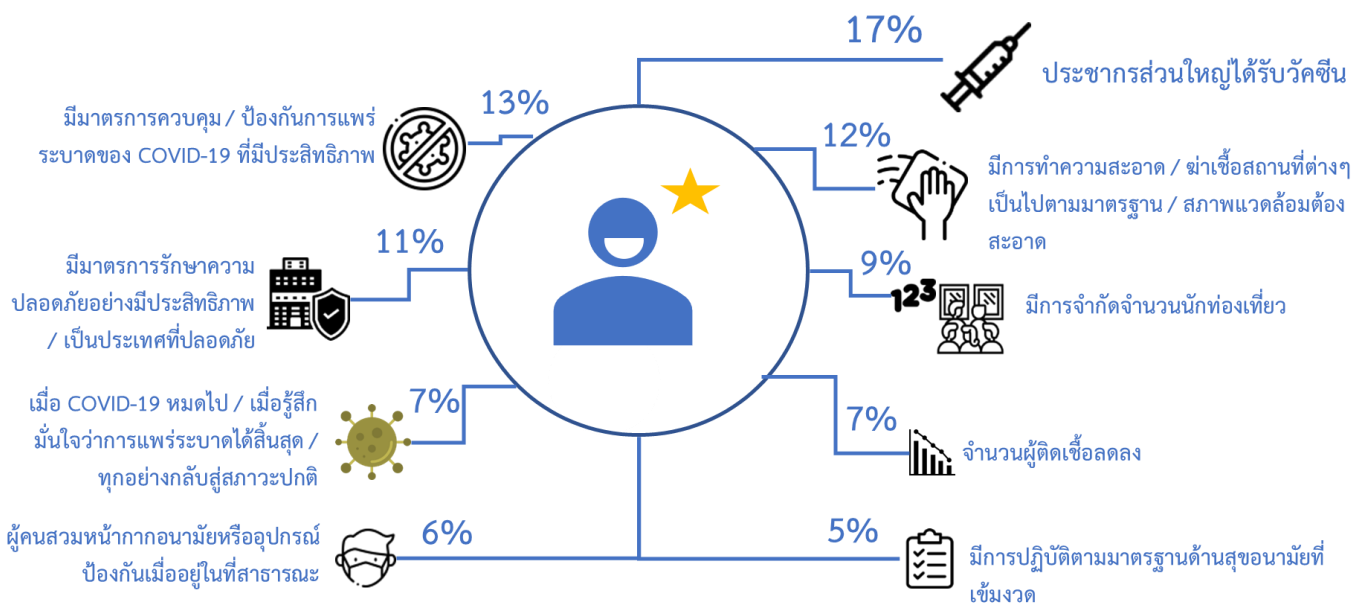 17%
ประชากรส่วนใหญ่ได้รับวัคซีน
13%
มีมาตรการควบคุม / ป้องกันการแพร่
ระบาดของ COVID-19 ที่มีประสิทธิภาพ
12%
มีการทำความสะอาด / ฆ่าเชื้อสถานที่ต่างๆ
เป็นไปตามมาตรฐาน / สภาพแวดล้อมต้อง
สะอาด
11%
มีมาตรการรักษาความ
ปลอดภัยอย่างมีประสิทธิภาพ
/ เป็นประเทศที่ปลอดภัย
9%
123
มีการจำกัดจำนวนนักท่องเที่ยว
7%
เมื่อ COVID-19 หมดไป / เมื่อรู้สึก
มั่นใจว่าการแพร่ระบาดได้สิ้นสุด /
ทุกอย่างกลับสู่สภาวะปกติ
7%
จำนวนผู้ติดเชื้อลดลง
6%
ผู้คนสวมหน้ากากอนามัยหรืออุปกรณ์
ป้องกันเมื่ออยู่ในที่สาธารณะ
5%
มีการปฏิบัติตามมาตรฐานด้านสุขอนามัยที่
เข้มงวด